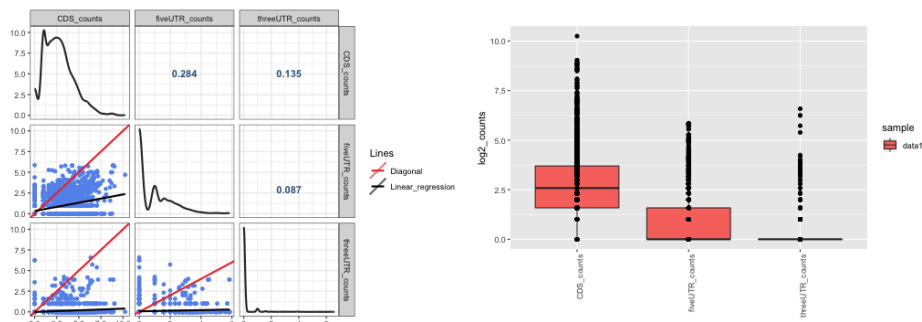 CDS_counts fiveUTR_counts threeUTR_counts
10.0
7.5
5.0
2.5
0.0
0.284
0.135
CDS_counts
10.0
7.5
5.0
2.5
0.0
0.087
fiveUTR_counts
10.0
7.5
5.0
2.5
0.0
threeUTR_counts
Lines
Diagonal
Linear_regression
log2_counts
10.0
7.5
5.0
2.5
0.0
CDS_counts
fiveUTR_counts
threeUTR_counts
sample
data1